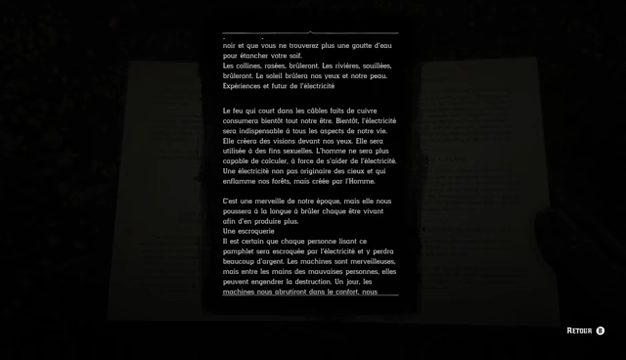 noir et que vous ne trouverez plus une goutte d'eau
pour étancher votre soif.
Les collines, rasées, brûleront. Les rivières, souillées,
brûleront. Le soleil brûlera nos yeux et notre peau.
Expériences et futur de l'électricité
Le feu qui court dans les câbles faits de cuivre
consumera bientôt tout notre être. Bientôt, l'électricité
sera indispensable à tous les aspects de notre vie.
Elle créera des visions devant nos yeux. Elle sera
utilisée à des fins sexuelles. L'homme ne sera plus
capable de calculer, à force de s'aider de l'électricité.
Une électricité non pas originaire des cieux et qui
enflamme nos forêts, mais créée par l'Homme.
C'est une merveille de notre époque, mais elle nous
poussera à la longue à brûler chaque être vivant
afin d'en produire plus.
Une escroquerie
Il est certain que chaque personne lisant ce
pamphlet sera escroquée par l'électricité et y perdra
beaucoup d'argent. Les machines sont merveilleuses,
mais entre les mains des mauvaises personnes, elles
peuvent engendrer la destruction. Un jour, les
machines nous abrutiront dans le confort, nous
RETOUR B